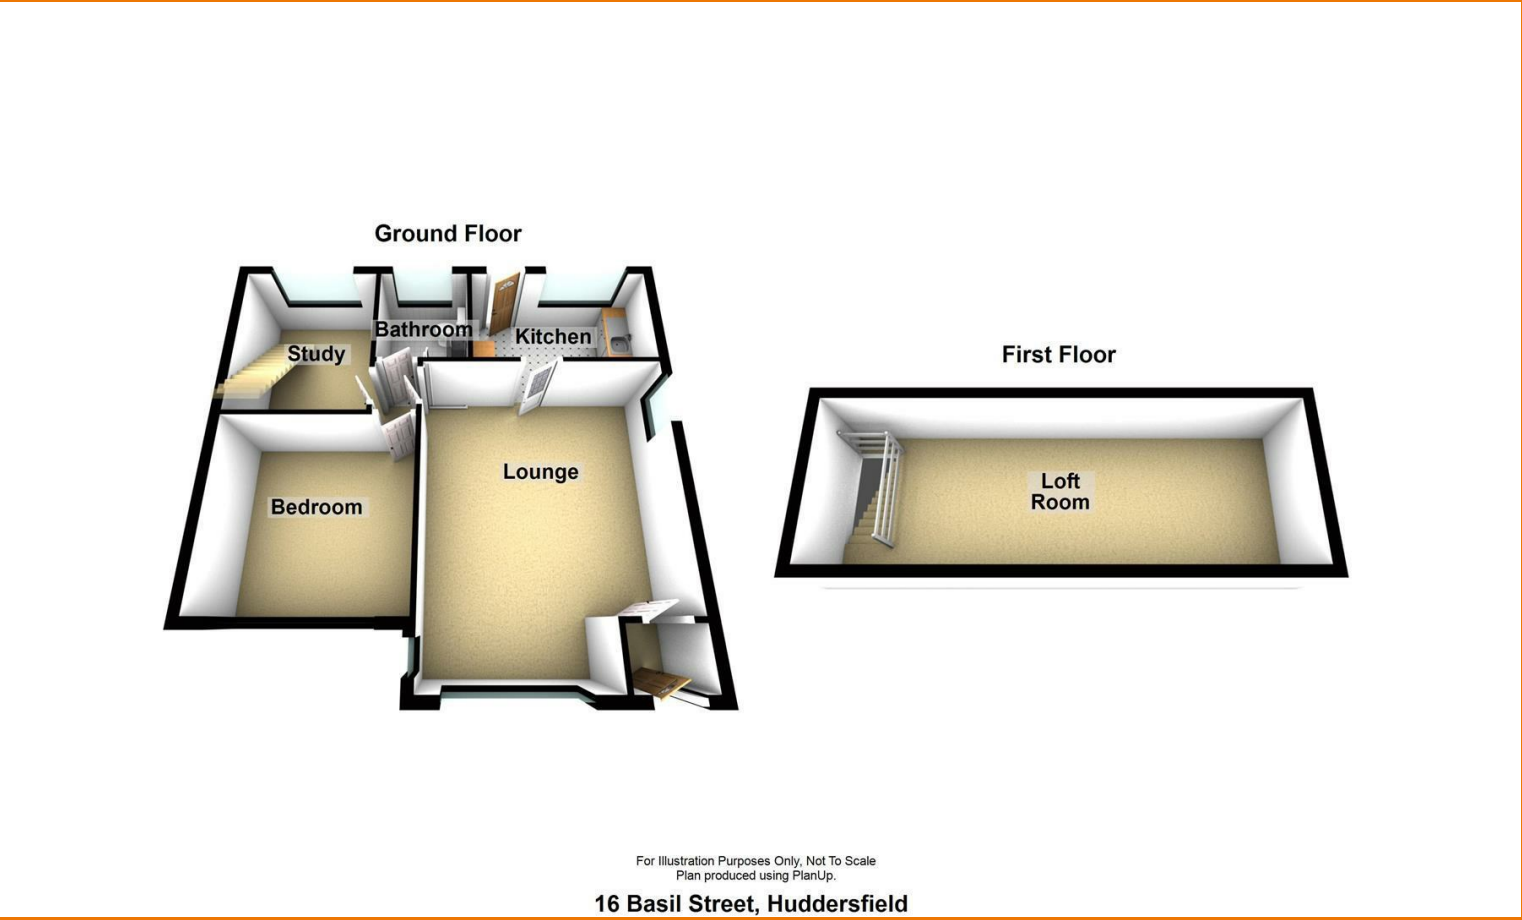 Ground Floor
Bathroom
Kitchen
Study
First Floor
Lounge
Loft
Room
Bedroom
For Illustration Purposes Only, Not To Scale
Plan produced using PlanUp.
16 Basil Street, Huddersfield